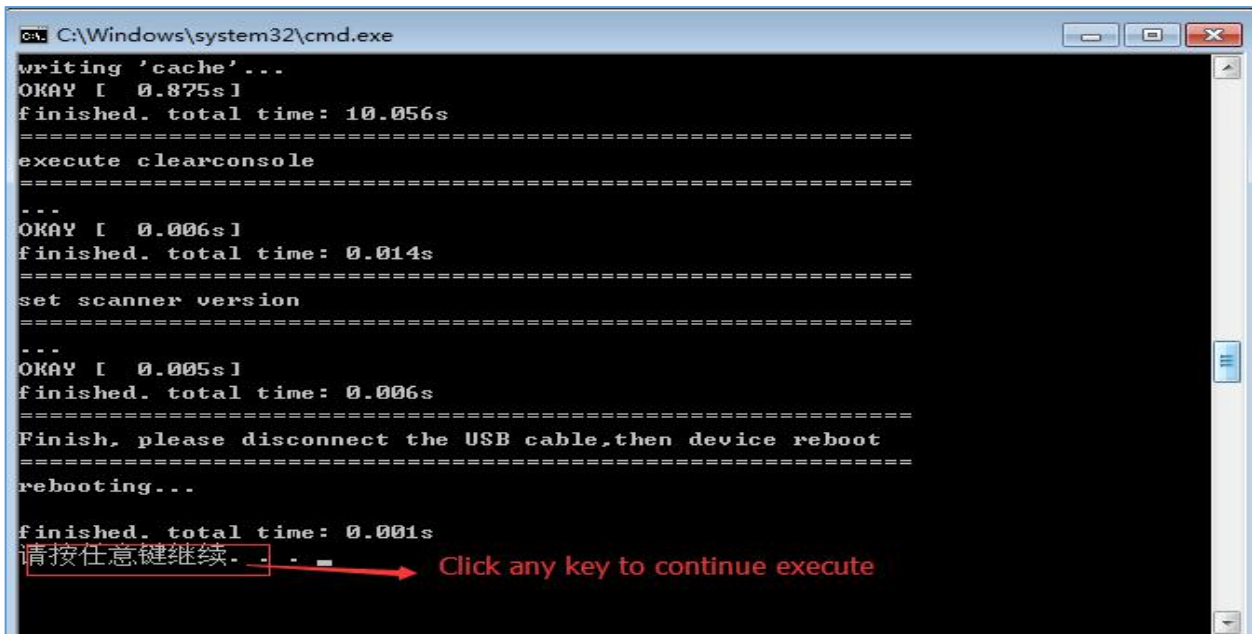 C:\Windows\system32\cmd.exe
writing 'cache'...
OKAY [  0.875s]
finished. total time: 10.056s
============================================================
execute clearconsole
============================================================
...
OKAY [  0.006s]
finished. total time: 0.014s
============================================================
set scanner version
============================================================
...
OKAY [  0.005s]
finished. total time: 0.006s
============================================================
Finish, please disconnect the USB cable,then device reboot
============================================================
rebooting...
finished. total time: 0.001s
请按任意键继续. . . _
Click any key to continue execute